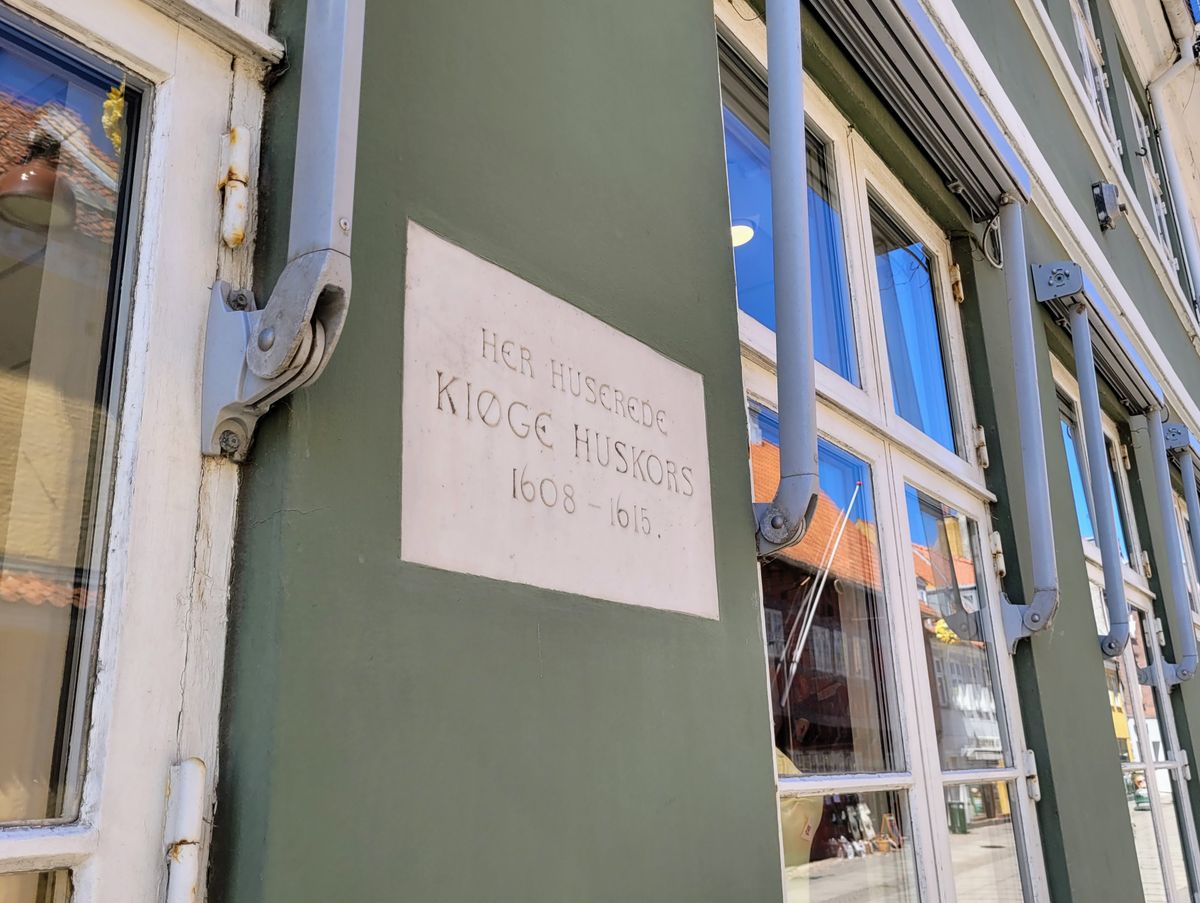 HER HUSEREDE
KIØGE HUSKORS
1608 - 1615.